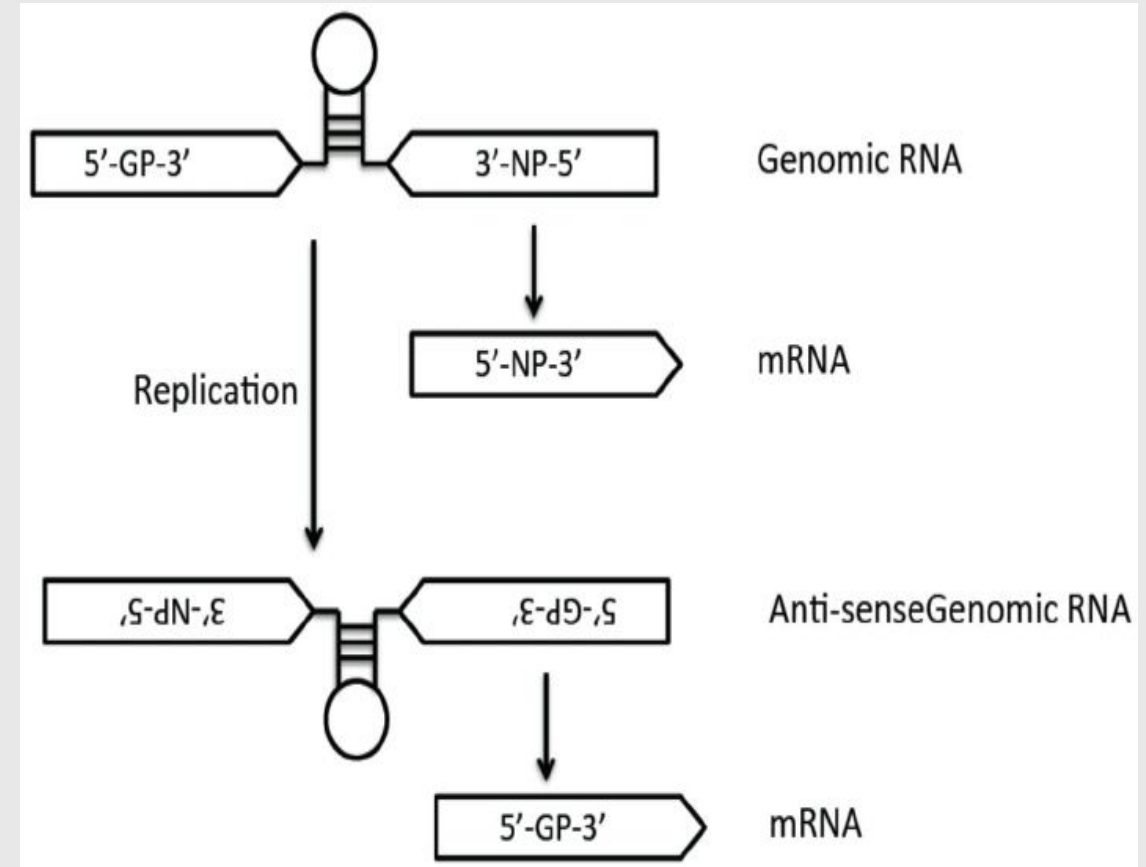 5′-GP-3′
3′-NP-5′
Genomic RNA
5′-NP-3′
mRNA
Replication
3′-NP-5′
5′-GP-3′
Anti-senseGenomic RNA
5′-GP-3′
mRNA